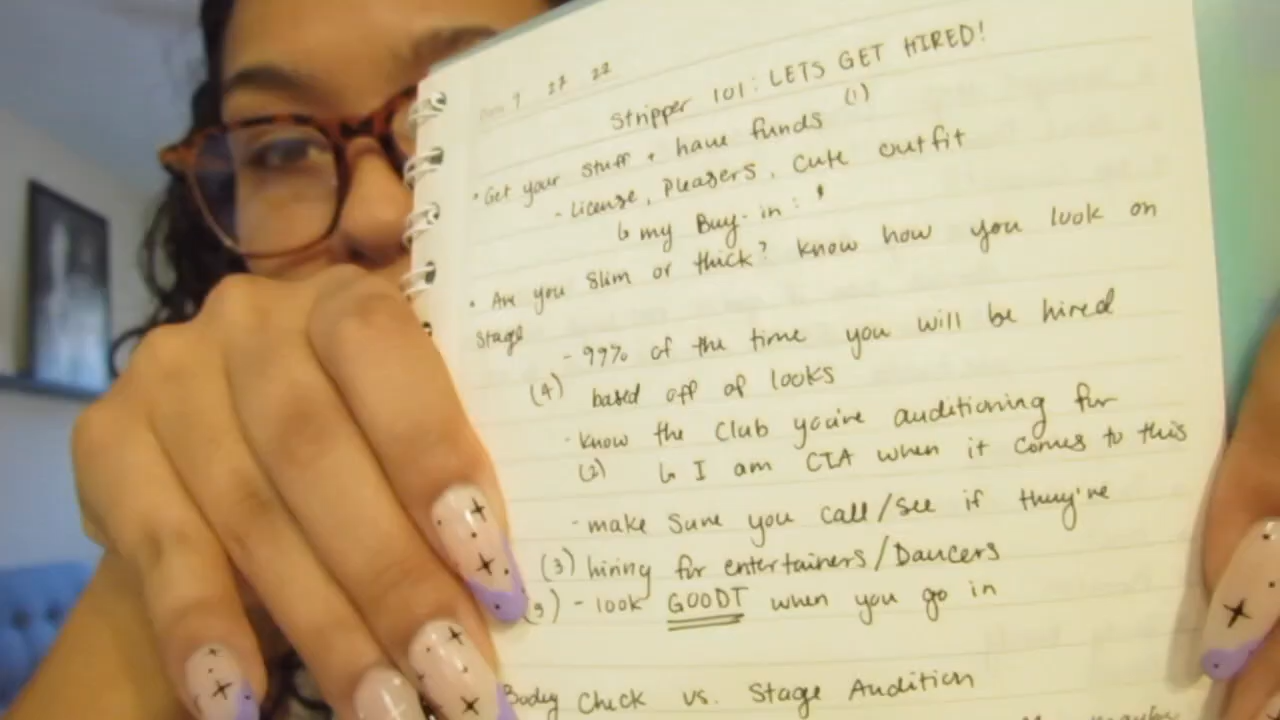 27 22
Stripper 101: LETS GET HIRED!
• Get your stuff + have funds (1)
- License, Pleasers, cute outfit
↳ my Buy-in:
• Are you slim or thick? Know how you look on
stage
- 99% of the time you will be hired
(4) based off of looks
- know the club you're auditioning for
(2) ↳ I am CIA when it comes to this
- make sure you call/see if they're
(3) hiring for entertainers/Dancers
- look GOODT when you go in
Body Check vs. Stage Audition